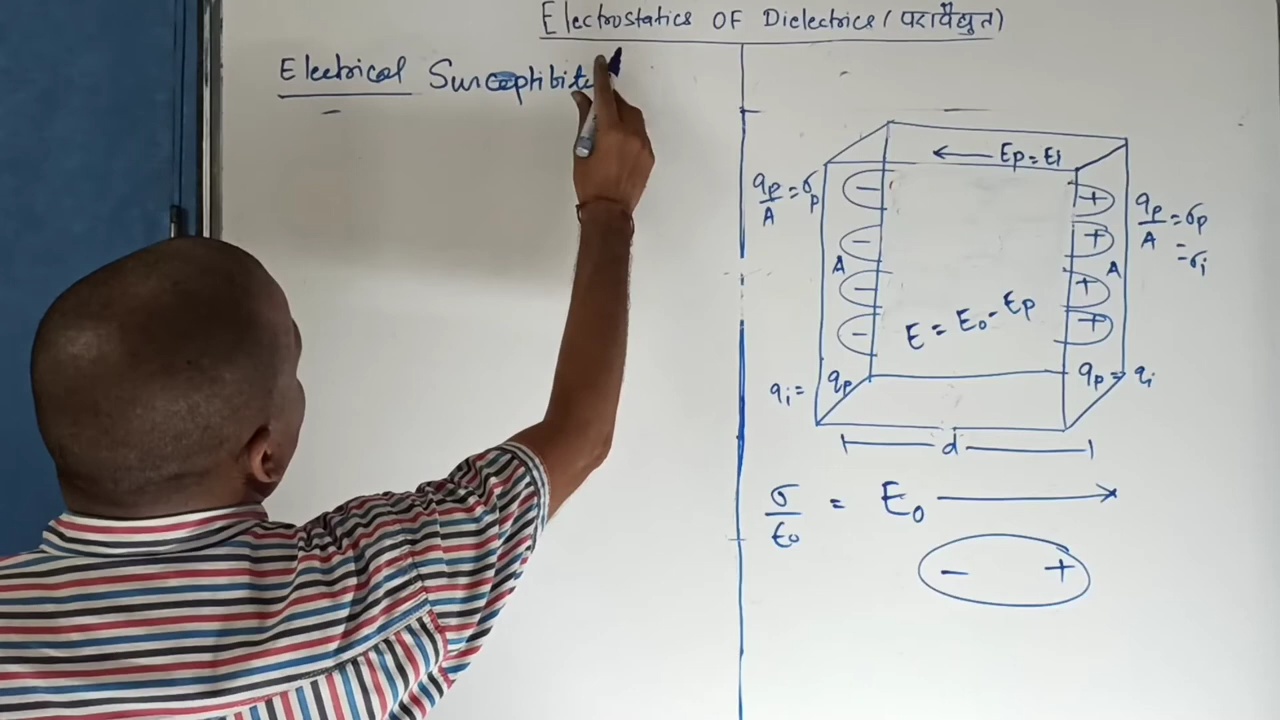 Electrostatics OF Dielectrics (परावैद्युत)
Electrical
← Ep = Ei
qp/A = σp
qp/A = σp
= σi
- - - -
+ + + +
A
A
E = E₀ - Ep
qi = qp
qp = qi
d
σ/ε₀ = E₀ →
- +